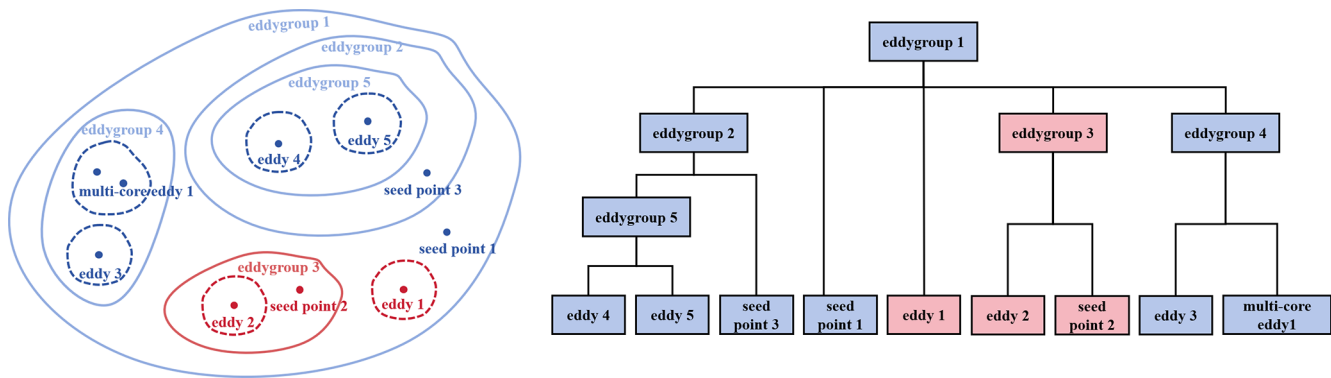 eddygroup 1
eddygroup 2
eddygroup 5
eddygroup 4
eddy 5
eddy 4
multi-core eddy 1
seed point 3
seed point 1
eddy 3
eddygroup 3
seed point 2
eddy 1
eddy 2
eddygroup 1
eddygroup 2
eddygroup 3
eddygroup 4
eddygroup 5
eddy 4
eddy 5
seed
point 3
seed
point 1
eddy 1
eddy 2
seed
point 2
eddy 3
multi-core
eddy1